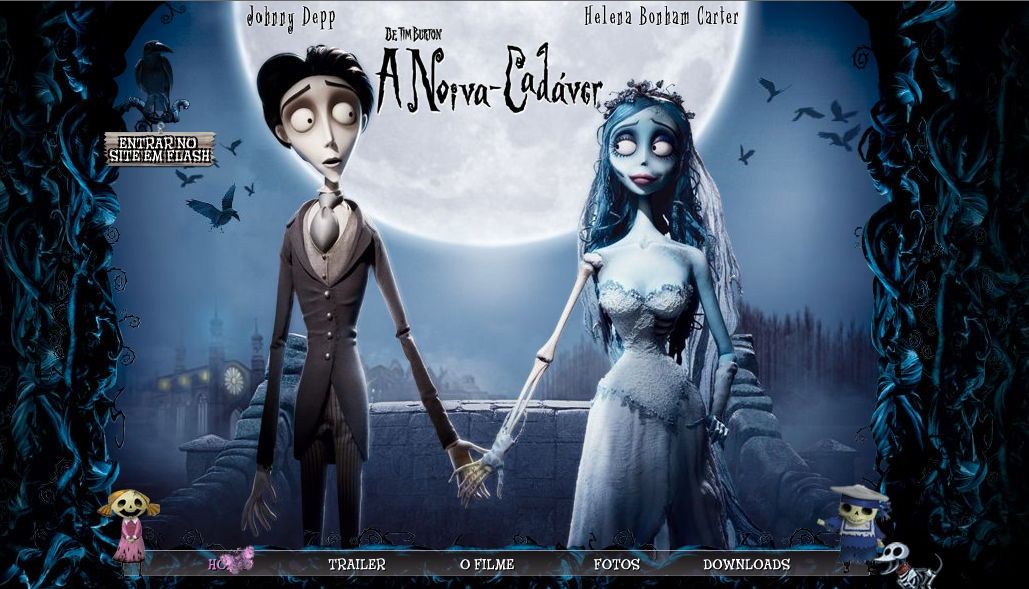 Johnny Depp
Helena Bonham Carter
DE TIM BURTON
A Noiva-Cadáver
ENTRAR NO
SITE EM FLASH
TRAILER
O FILME
FOTOS
DOWNLOADS